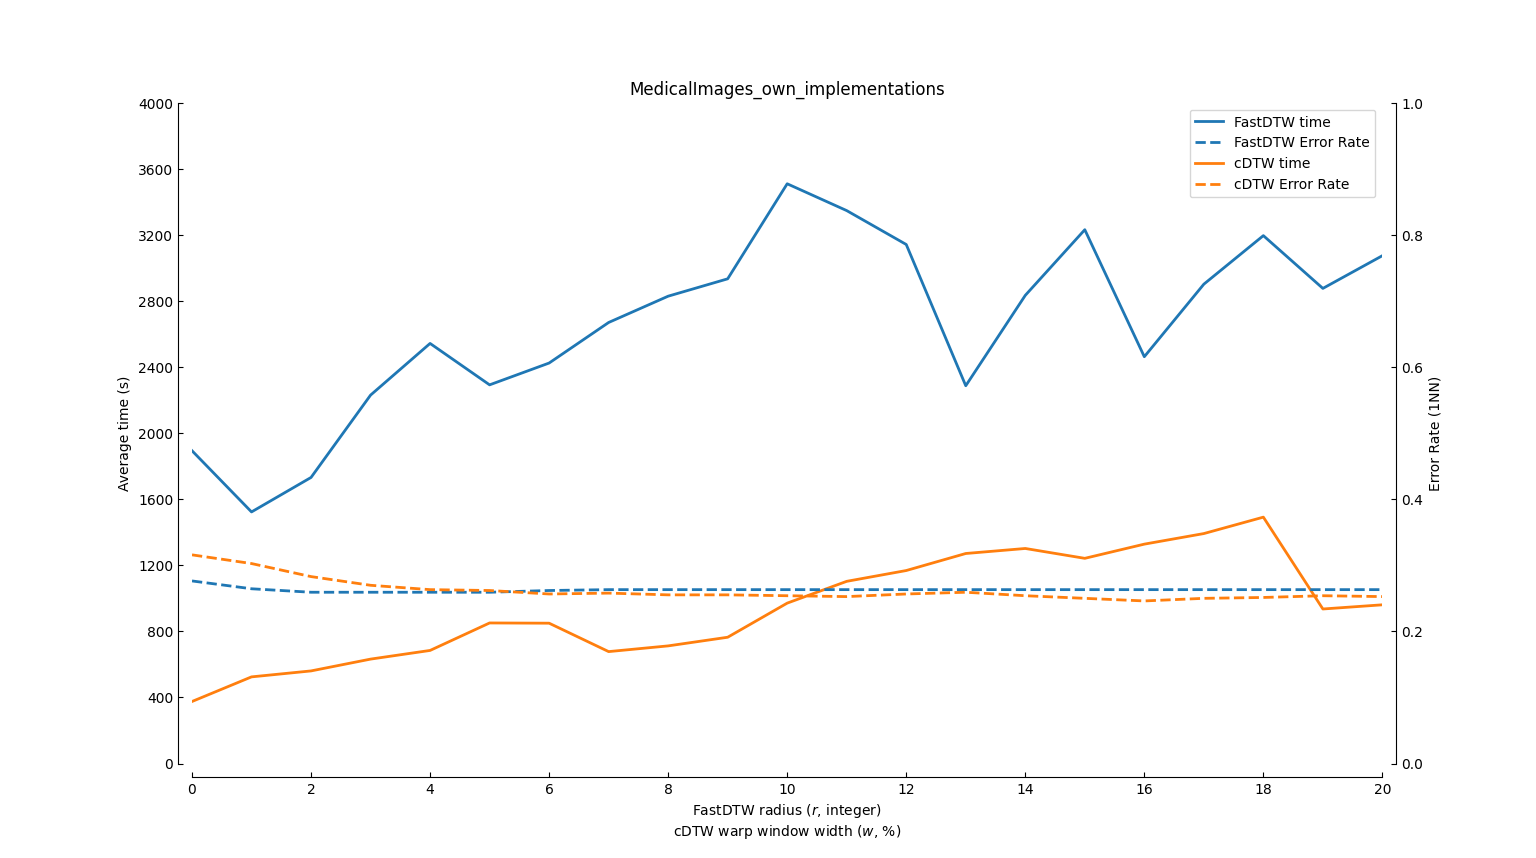 MedicalImages_own_implementations
4000
3600
3200
2800
2400
2000
1600
1200
800
400
0
Average time (s)
1.0
0.8
0.6
0.4
0.2
0.0
Error Rate (1NN)
FastDTW time
FastDTW Error Rate
cDTW time
cDTW Error Rate
0 2 4 6 8 10 12 14 16 18 20
FastDTW radius (r, integer)
cDTW warp window width (w, %)